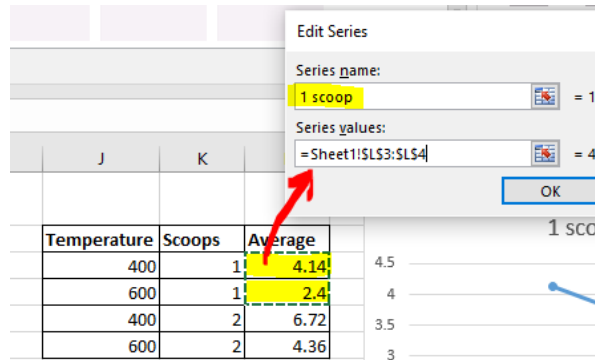 Edit Series
Series name:
1 scoop
= 1
Series values:
=Sheet1!$L$3:$L$4
= 4
OK
J K
Temperature Scoops Average
400 1 4.14
600 1 2.4
400 2 6.72
600 2 4.36
1 sco
4.5
4
3.5
3